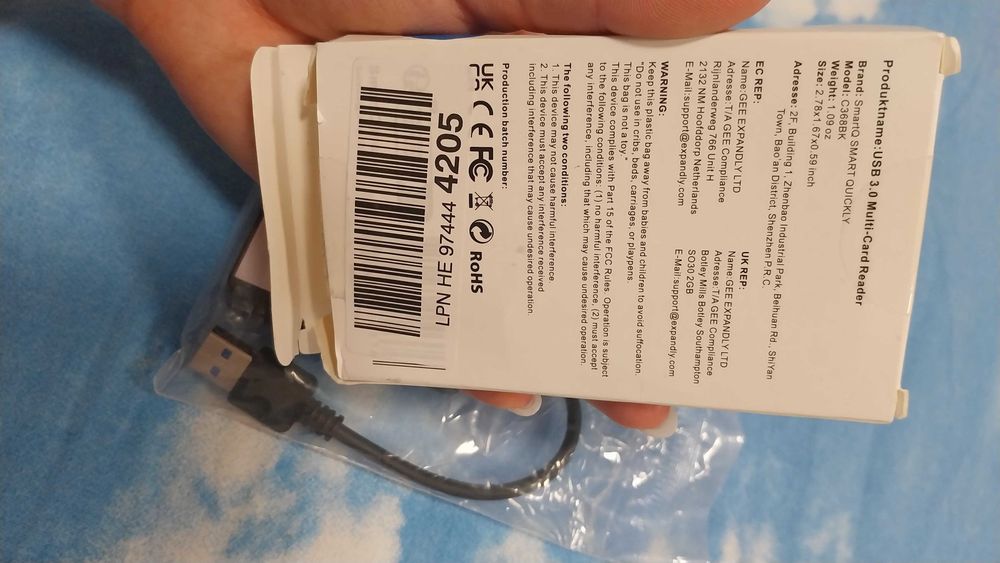 Produktname:USB 3.0 Multi-Card Reader
Brand: SmartQ SMART QUICKLY
Model: C368BK
Weight: 1.09 oz
Size: 2.78x1.67x0.59 inch
Adresse: 2F, Building 1, Zhenbao Industrial Park, Beihuan Rd., ShiYan
Town, Bao'an District, Shenzhen P.R.C.
EC REP:
Name:GEE EXPANDLY LTD
Adresse:T/A GEE Compliance
Rijnlanderweg 766 Unit H
2132 NM Hoofddorp Netherlands
E-Mail:support@expandly.com
UK REP:
Name:GEE EXPANDLY LTD
Adresse:T/A GEE Compliance
Botley Mills Botley Southampton
SO30 2GB
E-Mail:support@expandly.com
WARNING:
Keep this plastic bag away from babies and children to avoid suffocation.
"Do not use in cribs, beds, carriages, or playpens.
This bag is not a toy."
This device complies with Part 15 of the FCC Rules. Operation is subject
to the following conditions: (1) no harmful interference, (2) must accept
any interference, including that which may cause undesired operation.
The following two conditions:
1. This device may not cause harmful interference.
2. This device must accept any interference received
including interference that may cause undesired operation.
Production batch number:
UK CA CE FC RoHS
LPN HE 97444 4205